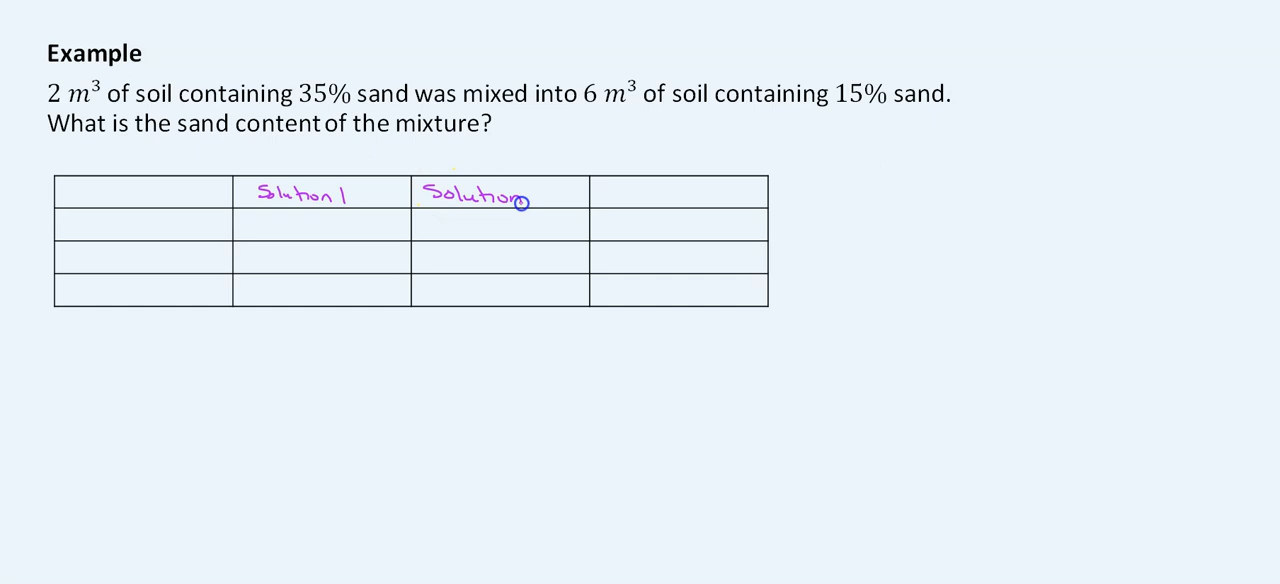 Example
2 m³ of soil containing 35% sand was mixed into 6 m³ of soil containing 15% sand.
What is the sand content of the mixture?
Solution 1 Solution